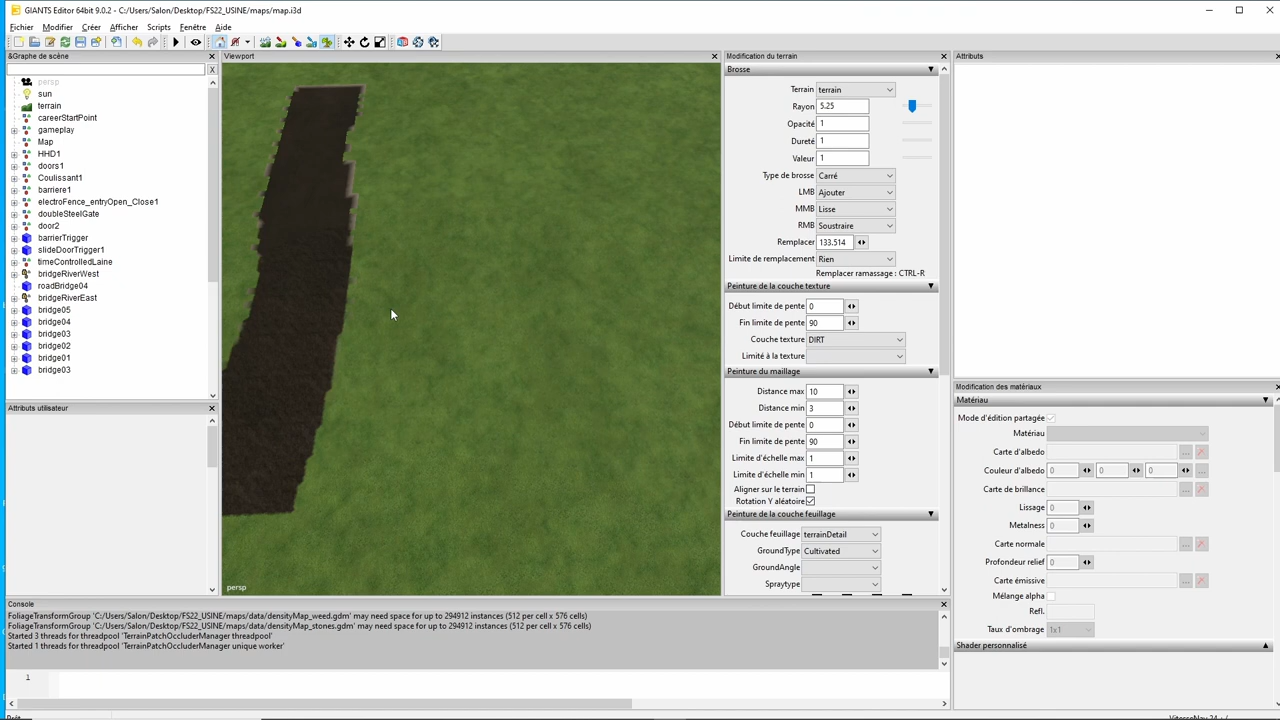 GIANTS Editor 64bit 9.0.2 - C:/Users/Salon/Desktop/FS22_USINE/maps/map.i3d
Fichier Modifier Créer Afficher Scripts Fenêtre Aide
&Graphe de scène
X
persp
sun
terrain
careerStartPoint
gameplay
Map
HHD1
doors1
Coulissant1
barriere1
electroFence_entryOpen_Close1
doubleSteelGate
door2
barrierTrigger
slideDoorTrigger1
timeControlledLaine
bridgeRiverWest
roadBridge04
bridgeRiverEast
bridge05
bridge04
bridge03
bridge02
bridge01
bridge03
Attributs utilisateur
Viewport
persp
Modification du terrain
Brosse
Terrain terrain
Rayon 5.25
Opacité 1
Dureté 1
Valeur 1
Type de brosse Carré
LMB Ajouter
MMB Lisse
RMB Soustraire
Remplacer 133.514
Limite de remplacement Rien
Remplacer ramassage : CTRL-R
Peinture de la couche texture
Début limite de pente 0
Fin limite de pente 90
Couche texture DIRT
Limité à la texture
Peinture du maillage
Distance max 10
Distance min 3
Début limite de pente 0
Fin limite de pente 90
Limite d'échelle max 1
Limite d'échelle min 1
Aligner sur le terrain
Rotation Y aléatoire
Peinture de la couche feuillage
Couche feuillage terrainDetail
GroundType Cultivated
GroundAngle
Spraytype
Attributs
Modification des matériaux
Matériau
Mode d'édition partagée
Matériau
Carte d'albedo ...
Couleur d'albedo 0 0 0 ...
Carte de brillance ...
Lissage 0
Metalness 0
Carte normale ...
Profondeur relief 0
Carte émissive ...
Mélange alpha
Refl.
Taux d'ombrage 1x1
Shader personnalisé
Console
FoliageTransformGroup 'C:/Users/Salon/Desktop/FS22_USINE/maps/data/densityMap_weed.gdm' may need space for up to 294912 instances (512 per cell x 576 cells)
FoliageTransformGroup 'C:/Users/Salon/Desktop/FS22_USINE/maps/data/densityMap_stones.gdm' may need space for up to 294912 instances (512 per cell x 576 cells)
Started 3 threads for threadpool 'TerrainPatchOccluderManager threadpool'
Started 1 threads for threadpool 'TerrainPatchOccluderManager unique worker'
1